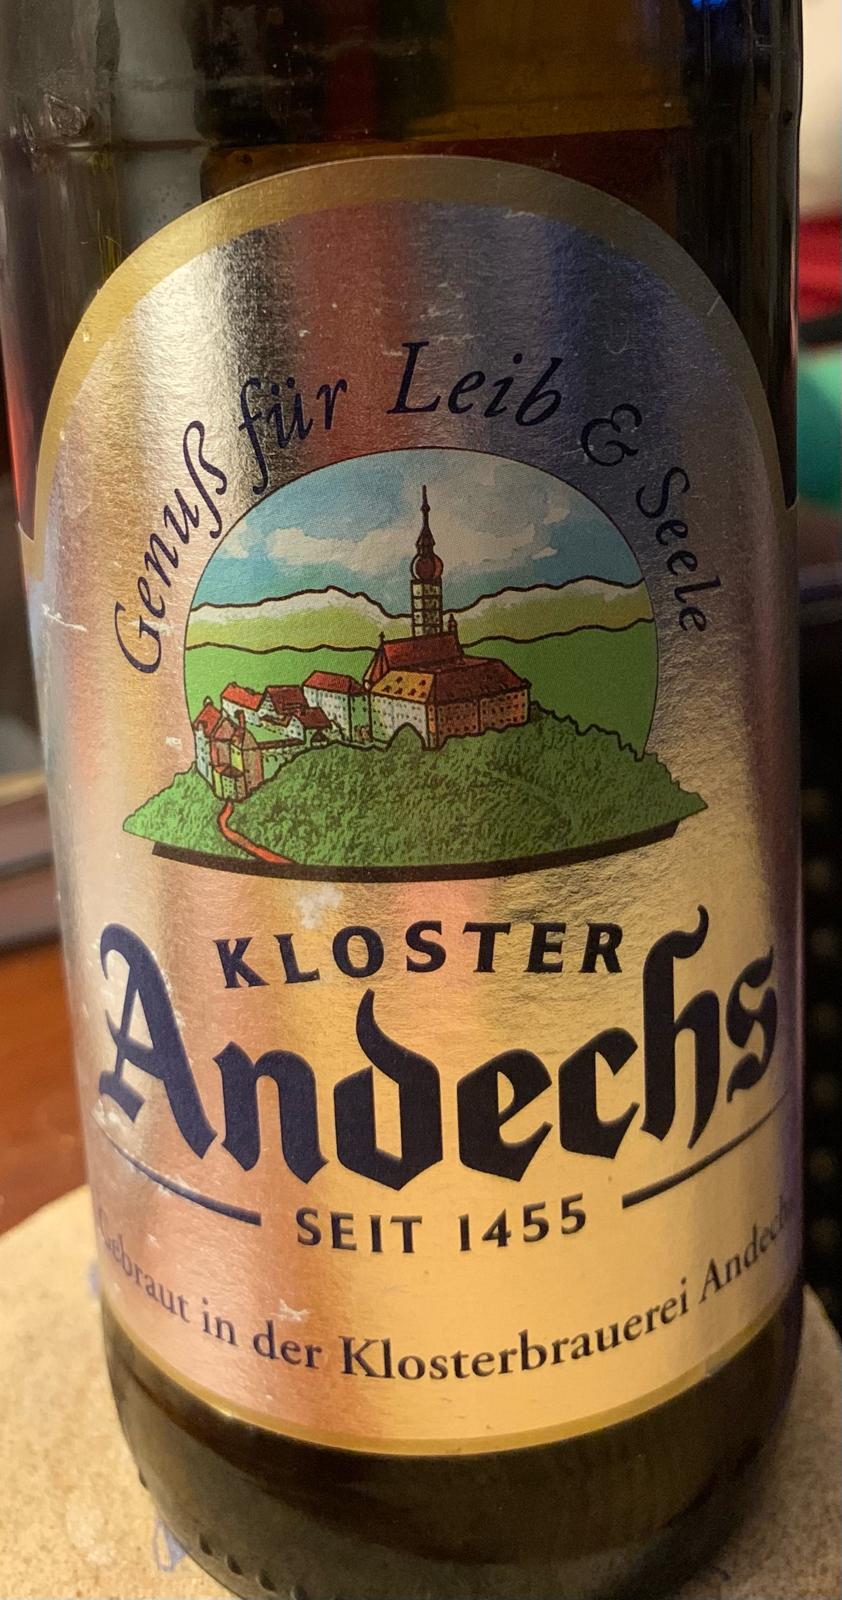 Genuß für Leib & Seele
KLOSTER
Andechs
SEIT 1455
Gebraut in der Klosterbrauerei Andechs